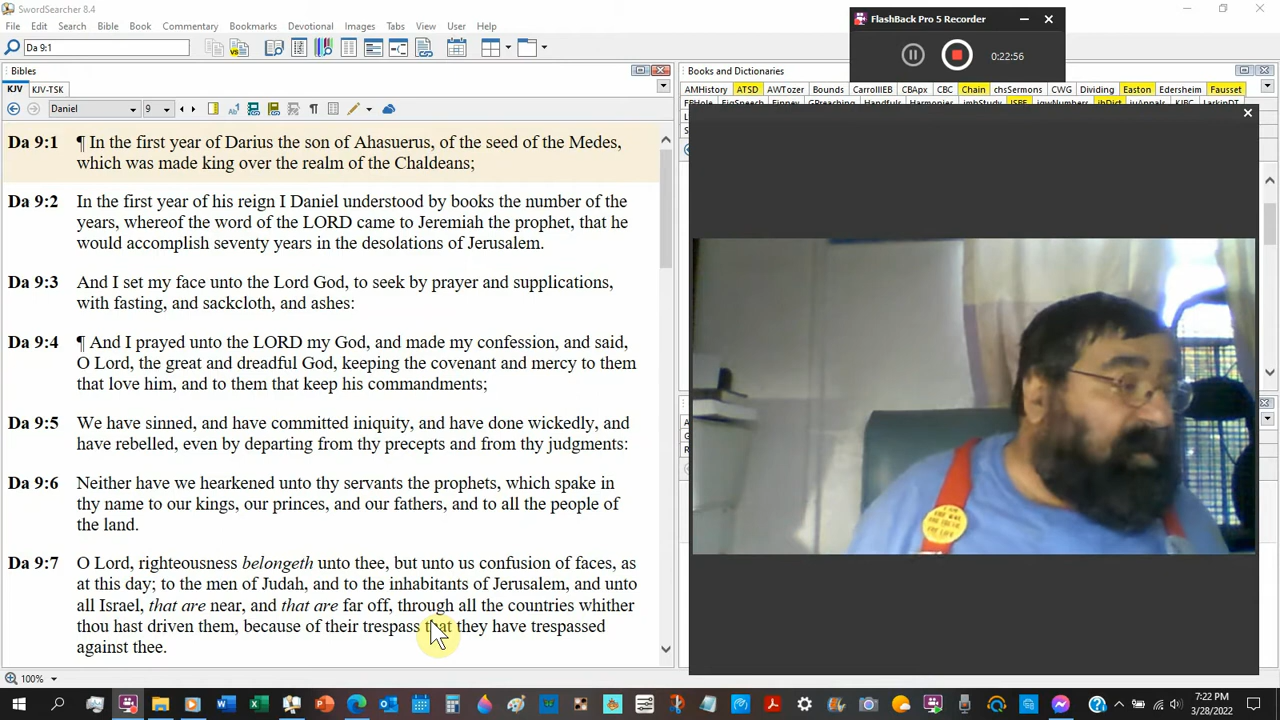 SwordSearcher 8.4
File Edit Search Bible Book Commentary Bookmarks Devotional Images Tabs View User Help
Da 9:1
FlashBack Pro 5 Recorder
0:22:56
Bibles
KJV KJV-TSK
Daniel 9
Da 9:1 ¶ In the first year of Darius the son of Ahasuerus, of the seed of the Medes,
which was made king over the realm of the Chaldeans;
Da 9:2 In the first year of his reign I Daniel understood by books the number of the
years, whereof the word of the LORD came to Jeremiah the prophet, that he
would accomplish seventy years in the desolations of Jerusalem.
Da 9:3 And I set my face unto the Lord God, to seek by prayer and supplications,
with fasting, and sackcloth, and ashes:
Da 9:4 ¶ And I prayed unto the LORD my God, and made my confession, and said,
O Lord, the great and dreadful God, keeping the covenant and mercy to them
that love him, and to them that keep his commandments;
Da 9:5 We have sinned, and have committed iniquity, and have done wickedly, and
have rebelled, even by departing from thy precepts and from thy judgments:
Da 9:6 Neither have we hearkened unto thy servants the prophets, which spake in
thy name to our kings, our princes, and our fathers, and to all the people of
the land.
Da 9:7 O Lord, righteousness belongeth unto thee, but unto us confusion of faces, as
at this day; to the men of Judah, and to the inhabitants of Jerusalem, and unto
all Israel, that are near, and that are far off, through all the countries whither
thou hast driven them, because of their trespass that they have trespassed
against thee.
100%
Books and Dictionaries
AMHistory ATSD AWTozer Bounds CarrollEB CBApx CBC Chain chsSermons CWG Dividing Easton Edersheim Fausset
7:22 PM
3/28/2022